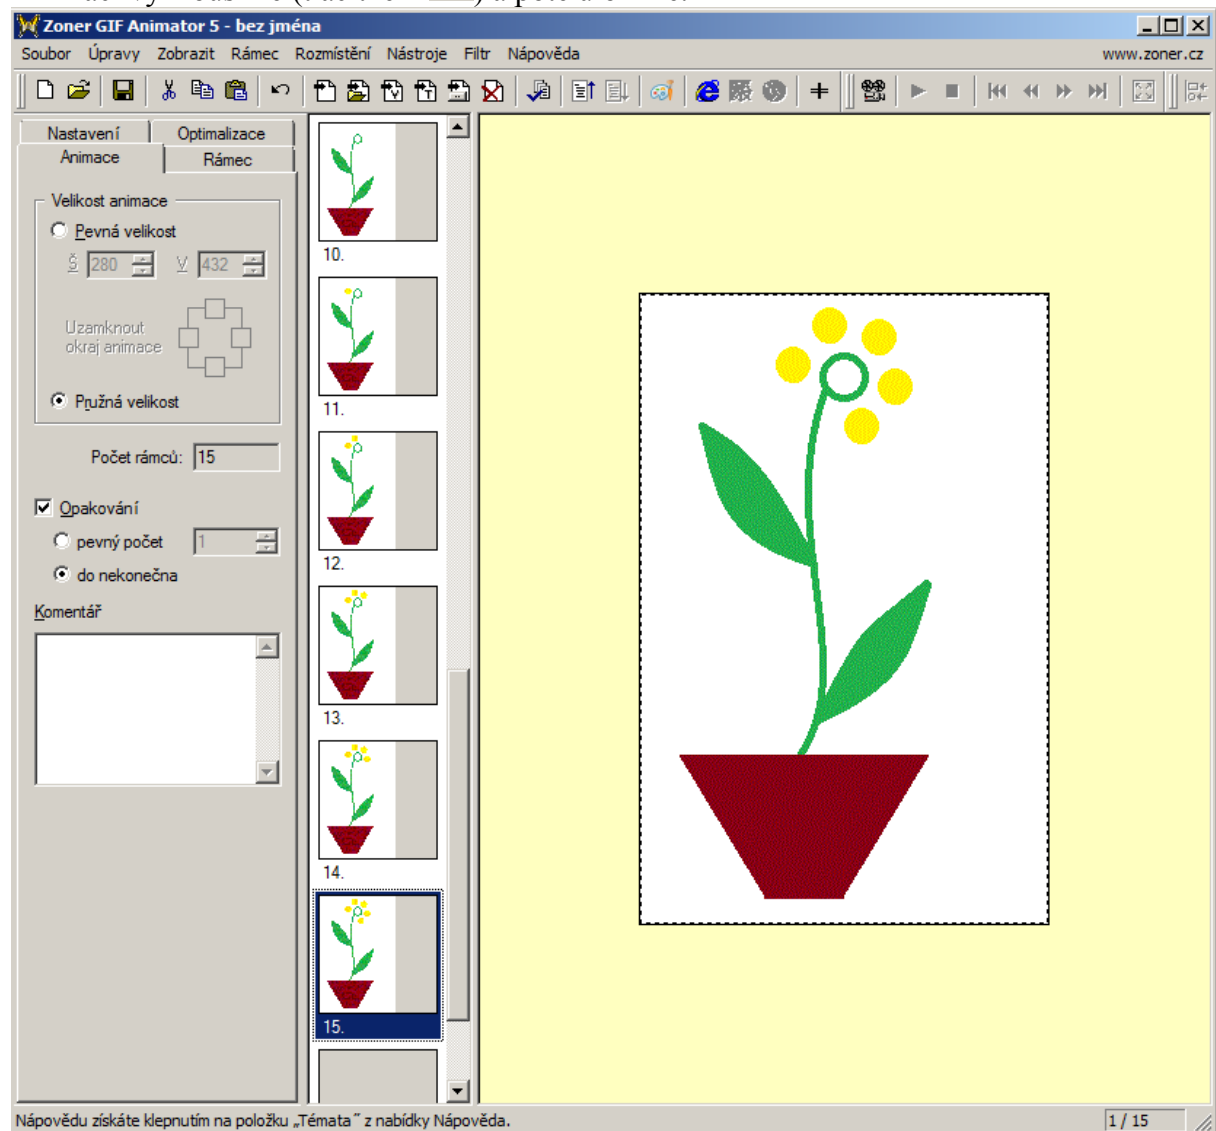 Zoner GIF Animator 5 - bez jména
Soubor Úpravy Zobrazit Rámec Rozmístění Nástroje Filtr Nápověda www.zoner.cz
Nastavení Optimalizace
Animace Rámec
Velikost animace
Pevná velikost
Š 280 V 432
Uzamknout
okraj animace
Pružná velikost
Počet rámců: 15
Opakování
pevný počet 1
do nekonečna
Komentář
10.
11.
12.
13.
14.
15.
Nápovědu získáte klepnutím na položku „Témata˝ z nabídky Nápověda. 1 / 15